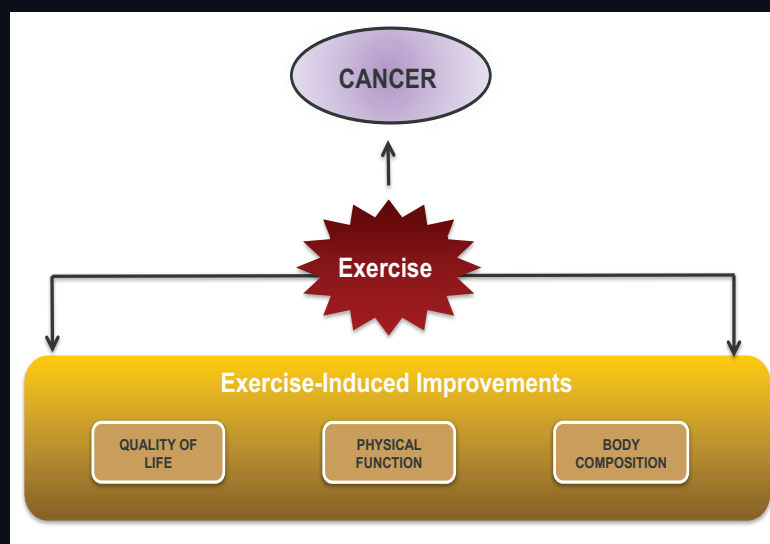 CANCER
Exercise
Exercise-Induced Improvements
QUALITY OF
LIFE
PHYSICAL
FUNCTION
BODY
COMPOSITION